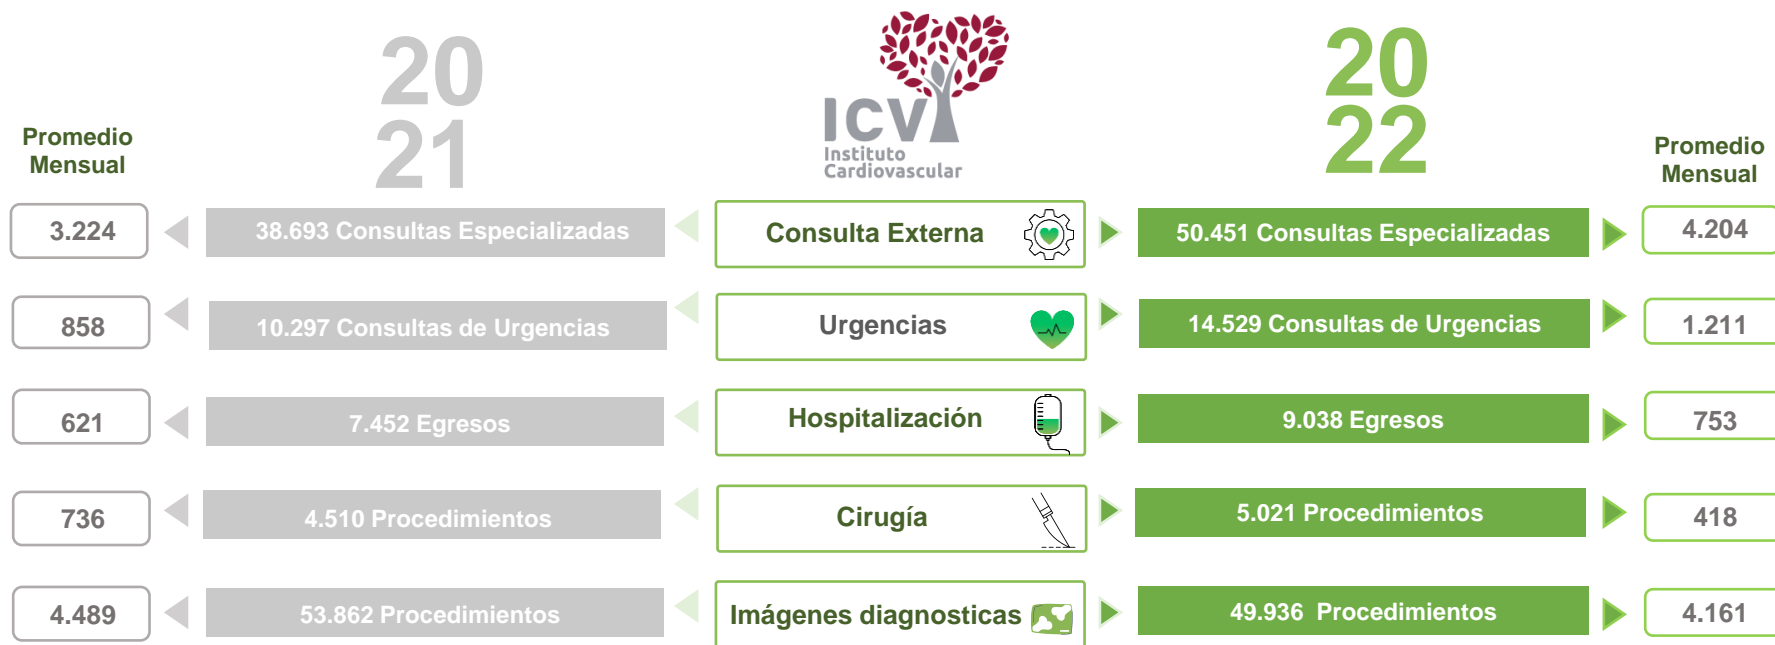 20
21
ICV
Instituto
Cardiovascular
20
22
Promedio
Mensual
Promedio
Mensual
3.224
38.693 Consultas Especializadas
Consulta Externa
50.451 Consultas Especializadas
4.204
858
10.297 Consultas de Urgencias
Urgencias
14.529 Consultas de Urgencias
1.211
621
7.452 Egresos
Hospitalización
9.038 Egresos
753
736
4.510 Procedimientos
Cirugía
5.021 Procedimientos
418
4.489
53.862 Procedimientos
Imágenes diagnosticas
49.936 Procedimientos
4.161